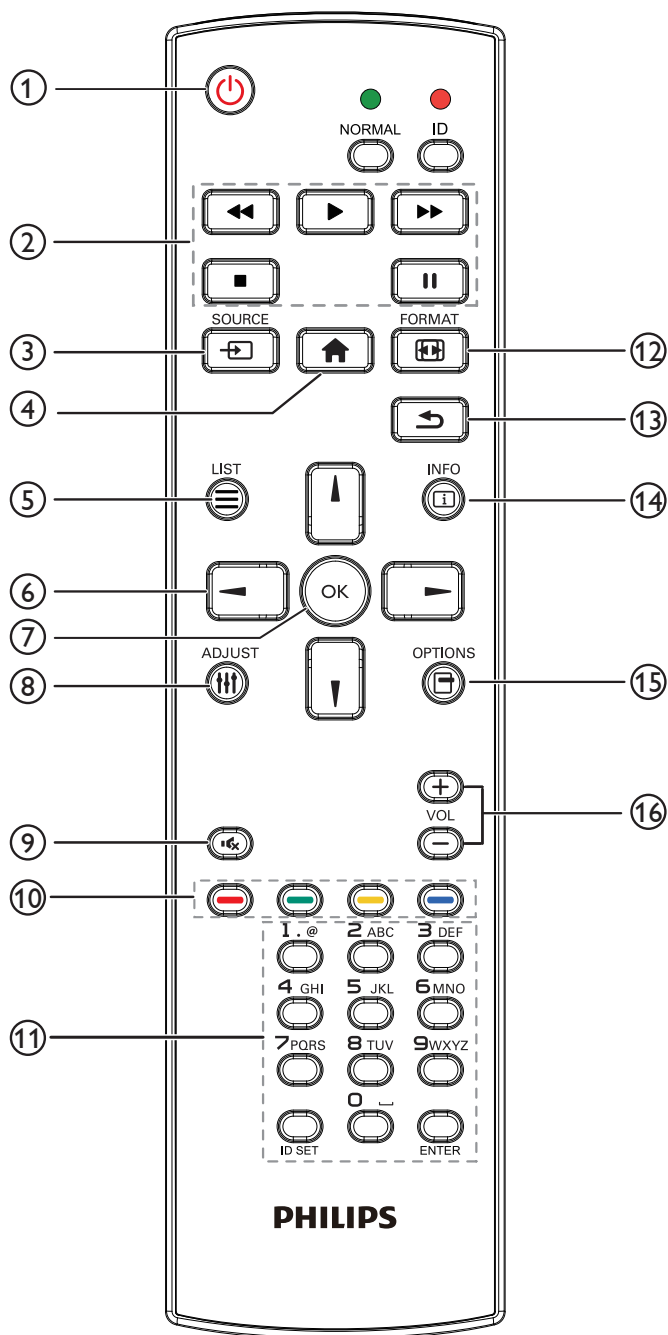 ①
NORMAL ID
②
SOURCE FORMAT
③ ⑫
④
⑬
LIST INFO
⑤ ⑭
⑥
OK
⑦
ADJUST OPTIONS
⑧ ⑮
VOL
⑯
⑨
⑩
1 . @ 2 ABC 3 DEF
4 GHI 5 JKL 6 MNO
⑪
7 PQRS 8 TUV 9 WXYZ
0 ⎵
ID SET ENTER
PHILIPS